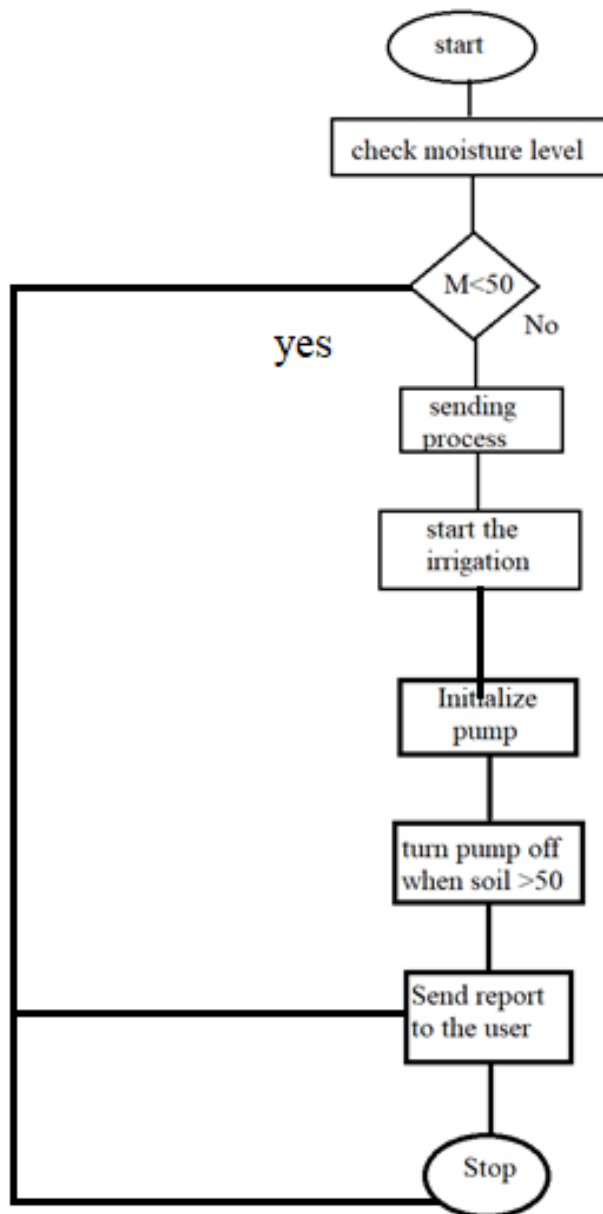 start
check moisture level
M<50
No
yes
sending
process
start the
irrigation
Initialize
pump
turn pump off
when soil >50
Send report
to the user
Stop